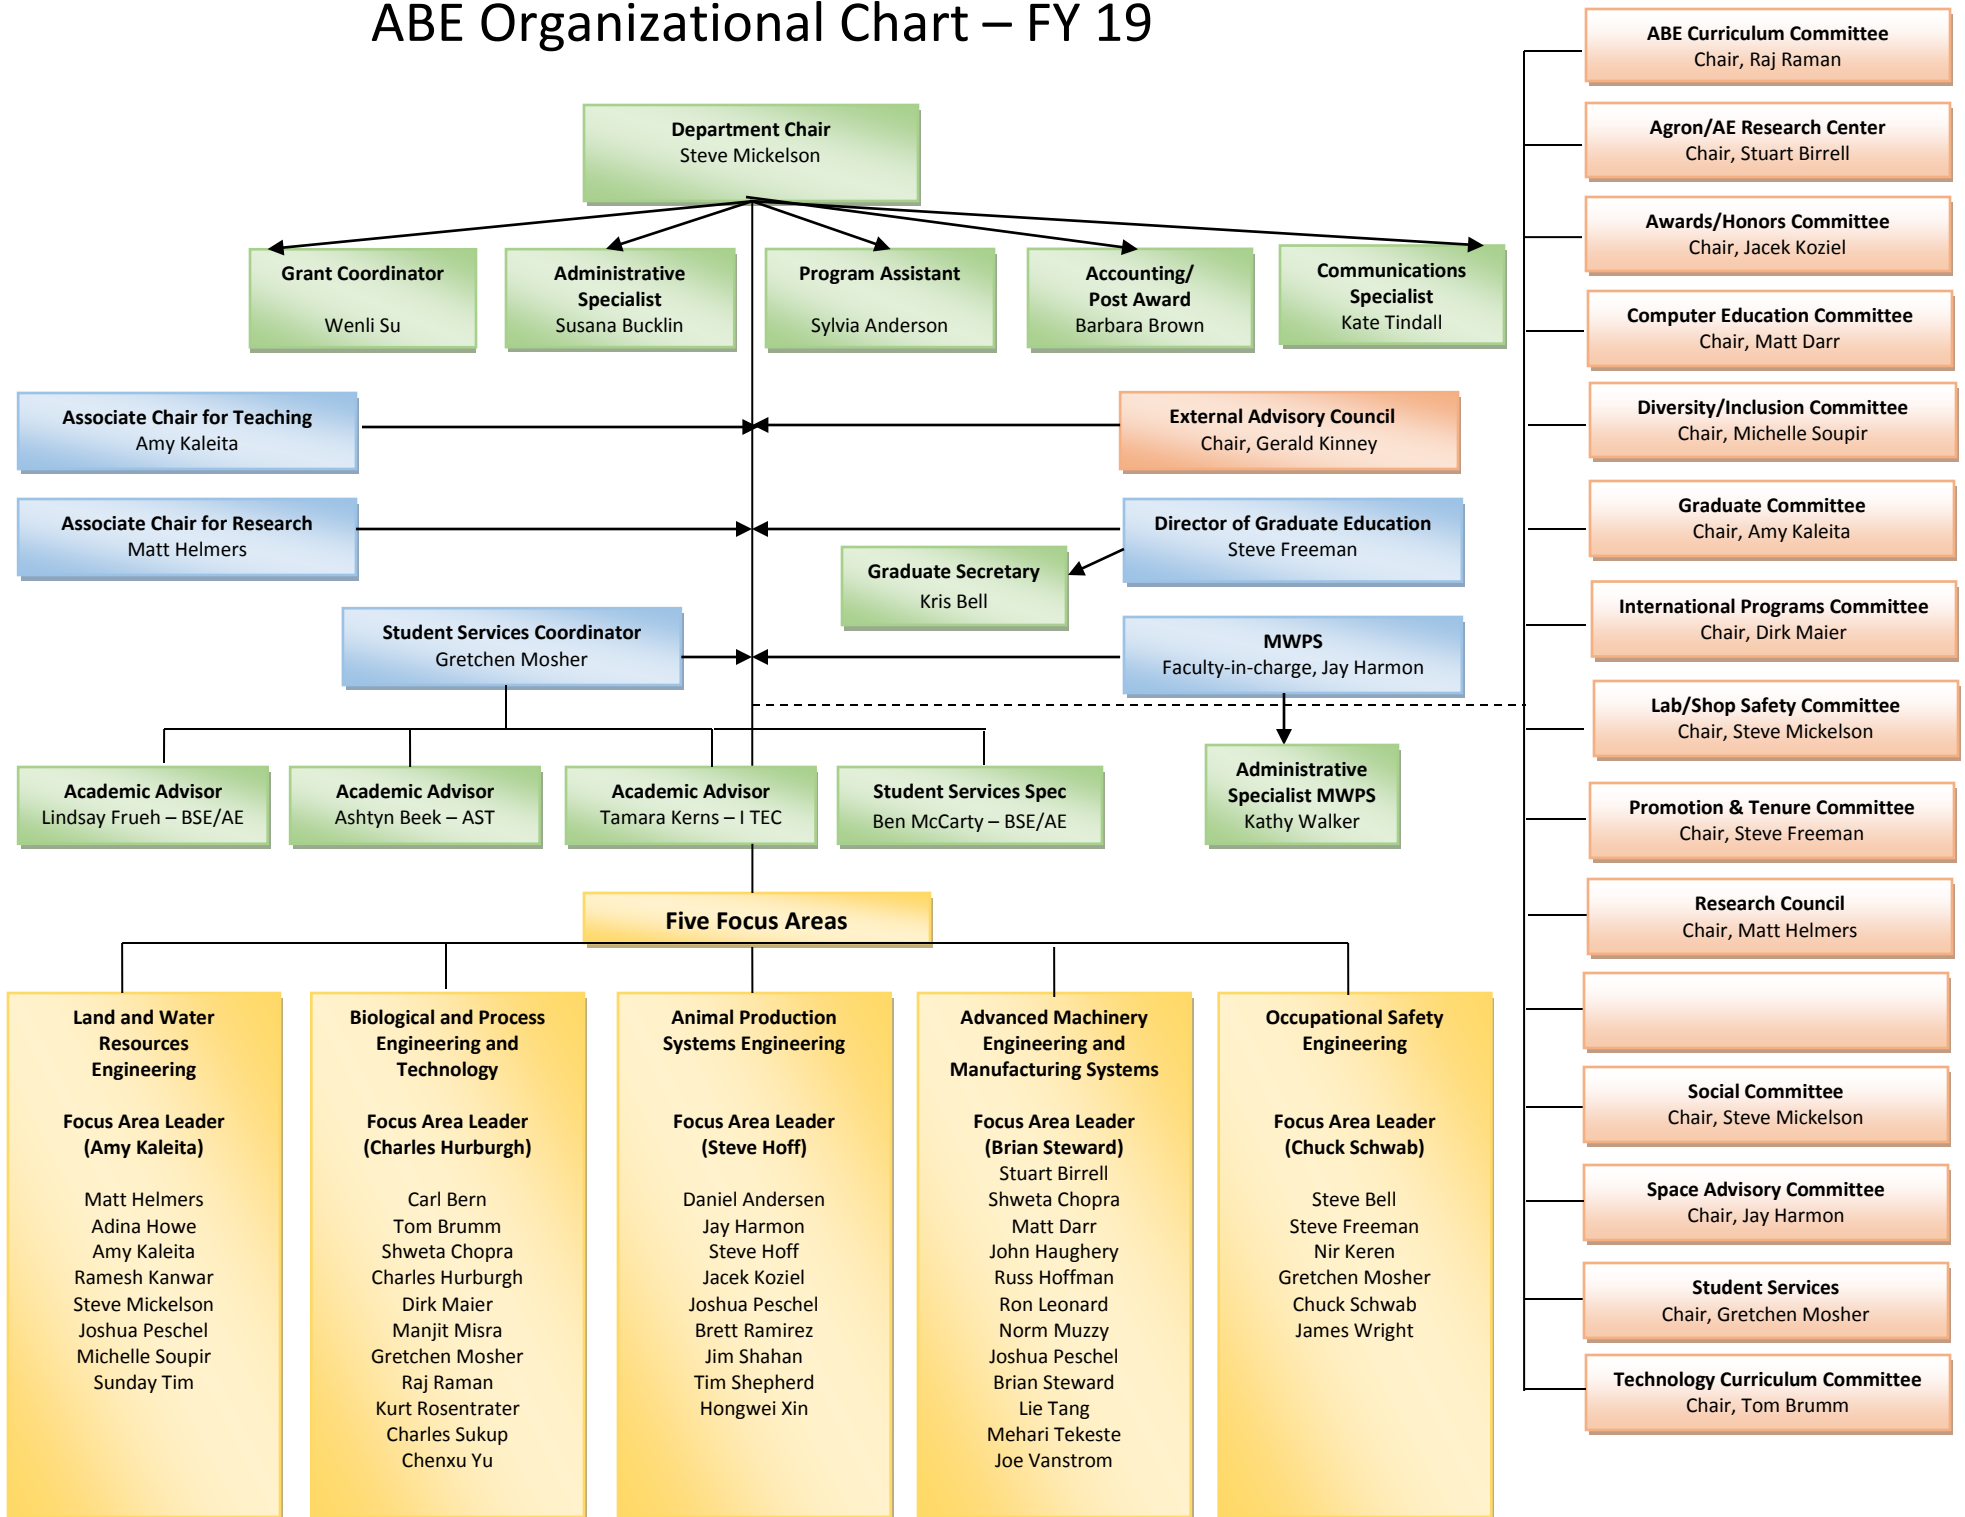 ABE Organizational Chart – FY 19
Department Chair
Steve Mickelson
Grant Coordinator
Wenli Su
Administrative
Specialist
Susana Bucklin
Program Assistant
Sylvia Anderson
Accounting/
Post Award
Barbara Brown
Communications
Specialist
Kate Tindall
Associate Chair for Teaching
Amy Kaleita
External Advisory Council
Chair, Gerald Kinney
Associate Chair for Research
Matt Helmers
Director of Graduate Education
Steve Freeman
Graduate Secretary
Kris Bell
Student Services Coordinator
Gretchen Mosher
MWPS
Faculty-in-charge, Jay Harmon
Academic Advisor
Lindsay Frueh – BSE/AE
Academic Advisor
Ashtyn Beek – AST
Academic Advisor
Tamara Kerns – I TEC
Student Services Spec
Ben McCarty – BSE/AE
Administrative
Specialist MWPS
Kathy Walker
Five Focus Areas
Land and Water
Resources
Engineering
Focus Area Leader
(Amy Kaleita)
Matt Helmers
Adina Howe
Amy Kaleita
Ramesh Kanwar
Steve Mickelson
Joshua Peschel
Michelle Soupir
Sunday Tim
Biological and Process
Engineering and
Technology
Focus Area Leader
(Charles Hurburgh)
Carl Bern
Tom Brumm
Shweta Chopra
Charles Hurburgh
Dirk Maier
Manjit Misra
Gretchen Mosher
Raj Raman
Kurt Rosentrater
Charles Sukup
Chenxu Yu
Animal Production
Systems Engineering
Focus Area Leader
(Steve Hoff)
Daniel Andersen
Jay Harmon
Steve Hoff
Jacek Koziel
Joshua Peschel
Brett Ramirez
Jim Shahan
Tim Shepherd
Hongwei Xin
Advanced Machinery
Engineering and
Manufacturing Systems
Focus Area Leader
(Brian Steward)
Stuart Birrell
Shweta Chopra
Matt Darr
John Haughery
Russ Hoffman
Ron Leonard
Norm Muzzy
Joshua Peschel
Brian Steward
Lie Tang
Mehari Tekeste
Joe Vanstrom
Occupational Safety
Engineering
Focus Area Leader
(Chuck Schwab)
Steve Bell
Steve Freeman
Nir Keren
Gretchen Mosher
Chuck Schwab
James Wright
ABE Curriculum Committee
Chair, Raj Raman
Agron/AE Research Center
Chair, Stuart Birrell
Awards/Honors Committee
Chair, Jacek Koziel
Computer Education Committee
Chair, Matt Darr
Diversity/Inclusion Committee
Chair, Michelle Soupir
Graduate Committee
Chair, Amy Kaleita
International Programs Committee
Chair, Dirk Maier
Lab/Shop Safety Committee
Chair, Steve Mickelson
Promotion & Tenure Committee
Chair, Steve Freeman
Research Council
Chair, Matt Helmers
Social Committee
Chair, Steve Mickelson
Space Advisory Committee
Chair, Jay Harmon
Student Services
Chair, Gretchen Mosher
Technology Curriculum Committee
Chair, Tom Brumm